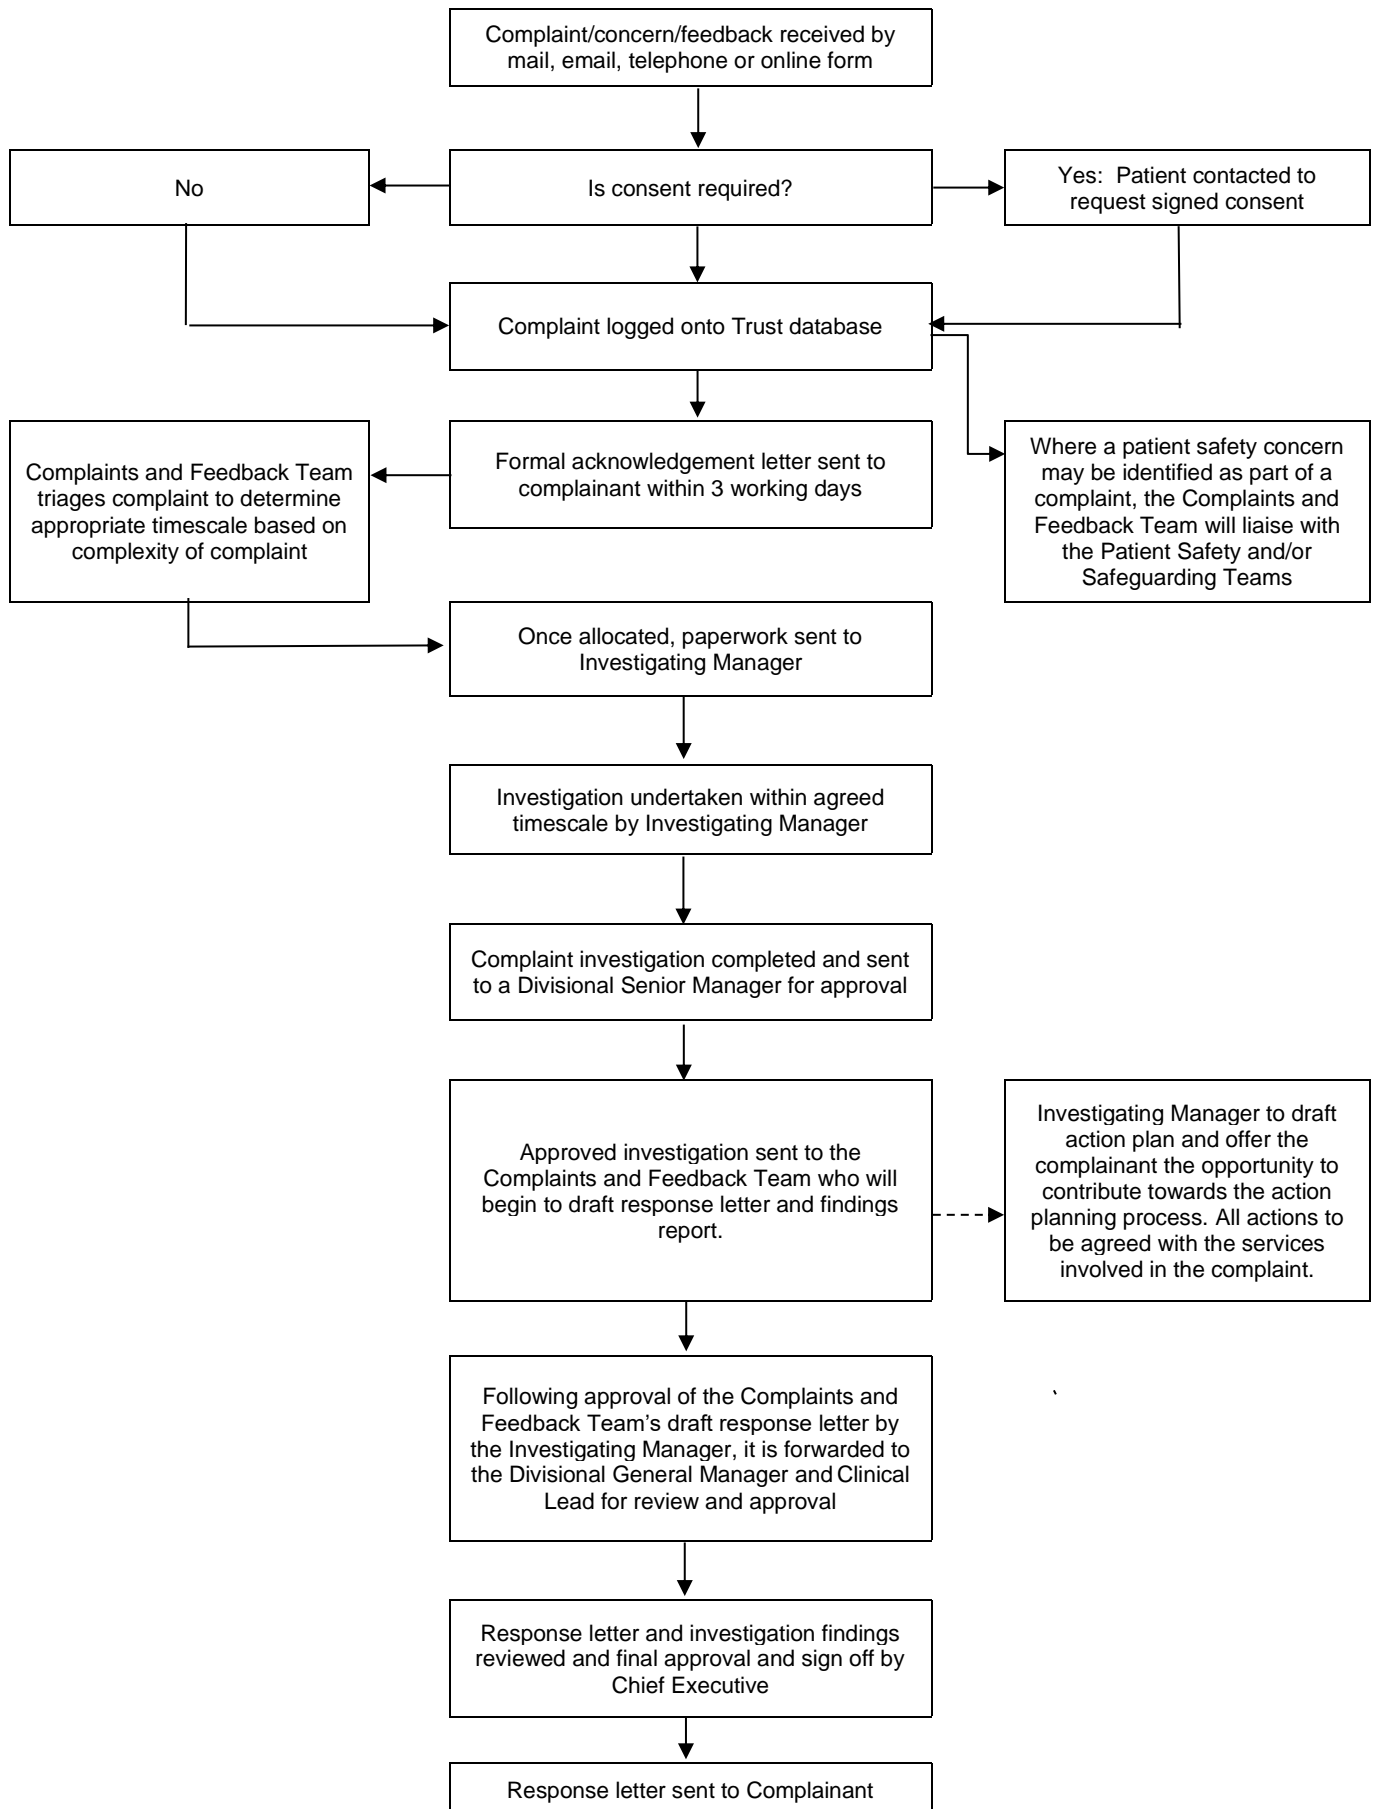 Complaint/concern/feedback received by
mail, email, telephone or online form
No
Is consent required?
Yes:  Patient contacted to
request signed consent
Complaint logged onto Trust database
Complaints and Feedback Team
triages complaint to determine
appropriate timescale based on
complexity of complaint
Formal acknowledgement letter sent to
complainant within 3 working days
Where a patient safety concern
may be identified as part of a
complaint, the Complaints and
Feedback Team will liaise with
the Patient Safety and/or
Safeguarding Teams
Once allocated, paperwork sent to
Investigating Manager
Investigation undertaken within agreed
timescale by Investigating Manager
Complaint investigation completed and sent
to a Divisional Senior Manager for approval
Approved investigation sent to the
Complaints and Feedback Team who will
begin to draft response letter and findings
report.
Investigating Manager to draft
action plan and offer the
complainant the opportunity to
contribute towards the action
planning process. All actions to
be agreed with the services
involved in the complaint.
Following approval of the Complaints and
Feedback Team’s draft response letter by
the Investigating Manager, it is forwarded to
the Divisional General Manager and Clinical
Lead for review and approval
Response letter and investigation findings
reviewed and final approval and sign off by
Chief Executive
Response letter sent to Complainant